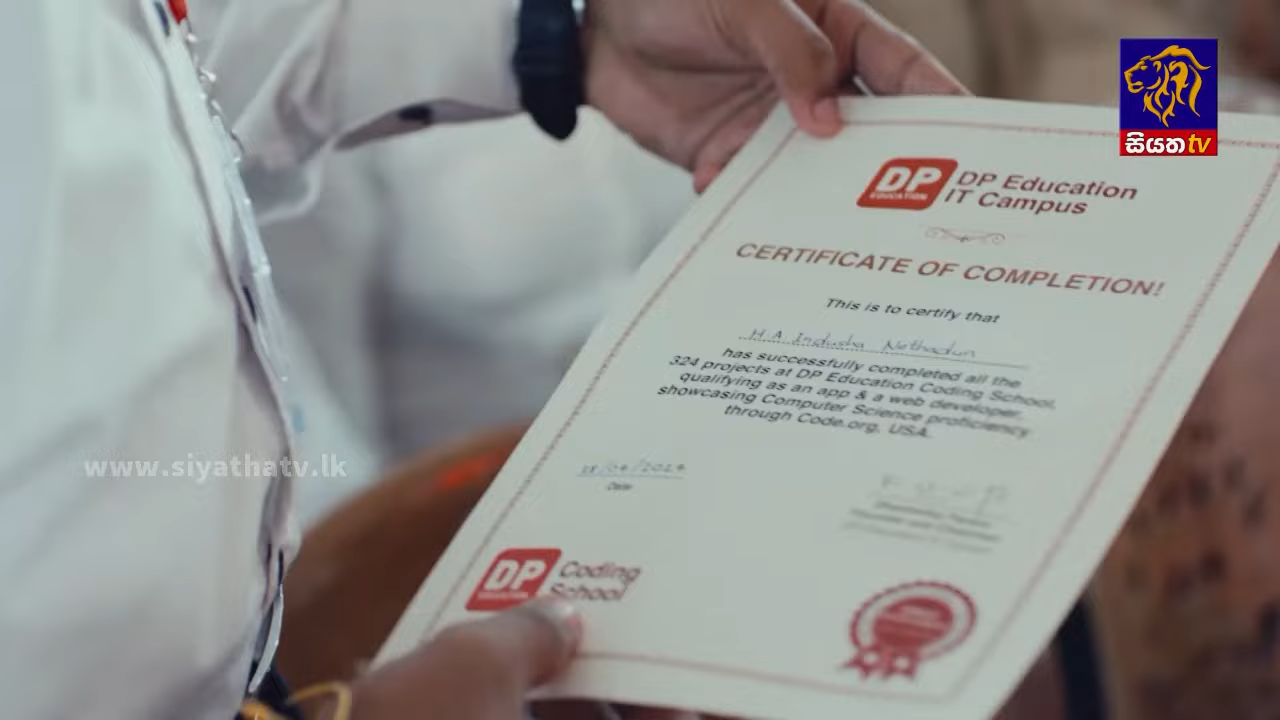 සියත tv
DP
EDUCATION
DP Education
IT Campus
CERTIFICATE OF COMPLETION!
This is to certify that
H.A Indusha Nethadun
has successfully completed all the
324 projects at DP Education Coding School,
qualifying as an app & a web developer,
showcasing Computer Science proficiency
through Code.org, USA.
www.siyathatv.lk
Date
DP
EDUCATION
Coding
School